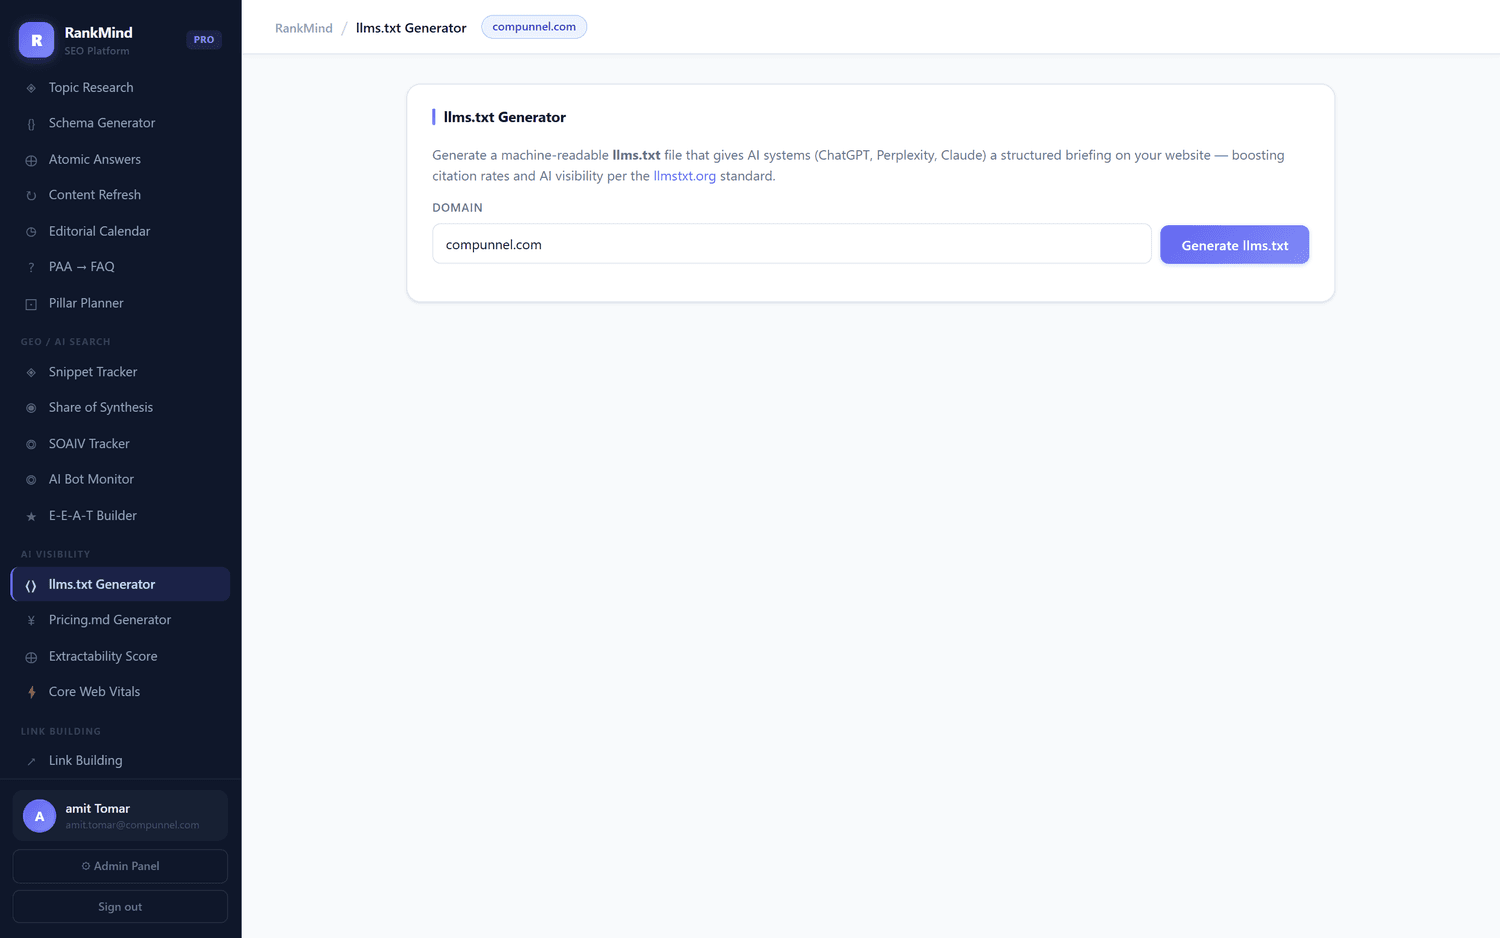 R
RankMind
SEO Platform
PRO
Topic Research
{} Schema Generator
Atomic Answers
Content Refresh
Editorial Calendar
? PAA → FAQ
Pillar Planner
GEO / AI SEARCH
Snippet Tracker
Share of Synthesis
SOAIV Tracker
AI Bot Monitor
★ E-E-A-T Builder
AI VISIBILITY
⟨⟩ llms.txt Generator
¥ Pricing.md Generator
Extractability Score
Core Web Vitals
LINK BUILDING
Link Building
A
amit Tomar
amit.tomar@compunnel.com
Admin Panel
Sign out
RankMind / llms.txt Generator compunnel.com
llms.txt Generator
Generate a machine-readable llms.txt file that gives AI systems (ChatGPT, Perplexity, Claude) a structured briefing on your website — boosting
citation rates and AI visibility per the llmstxt.org standard.
DOMAIN
compunnel.com
Generate llms.txt